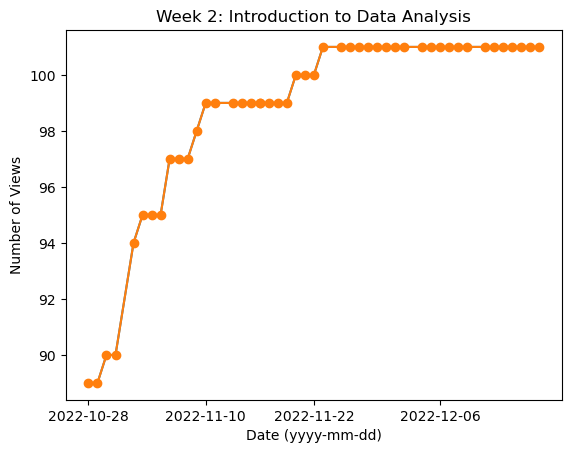 Week 2: Introduction to Data Analysis
Number of Views
100
98
96
94
92
90
2022-10-28 2022-11-10 2022-11-22 2022-12-06
Date (yyyy-mm-dd)